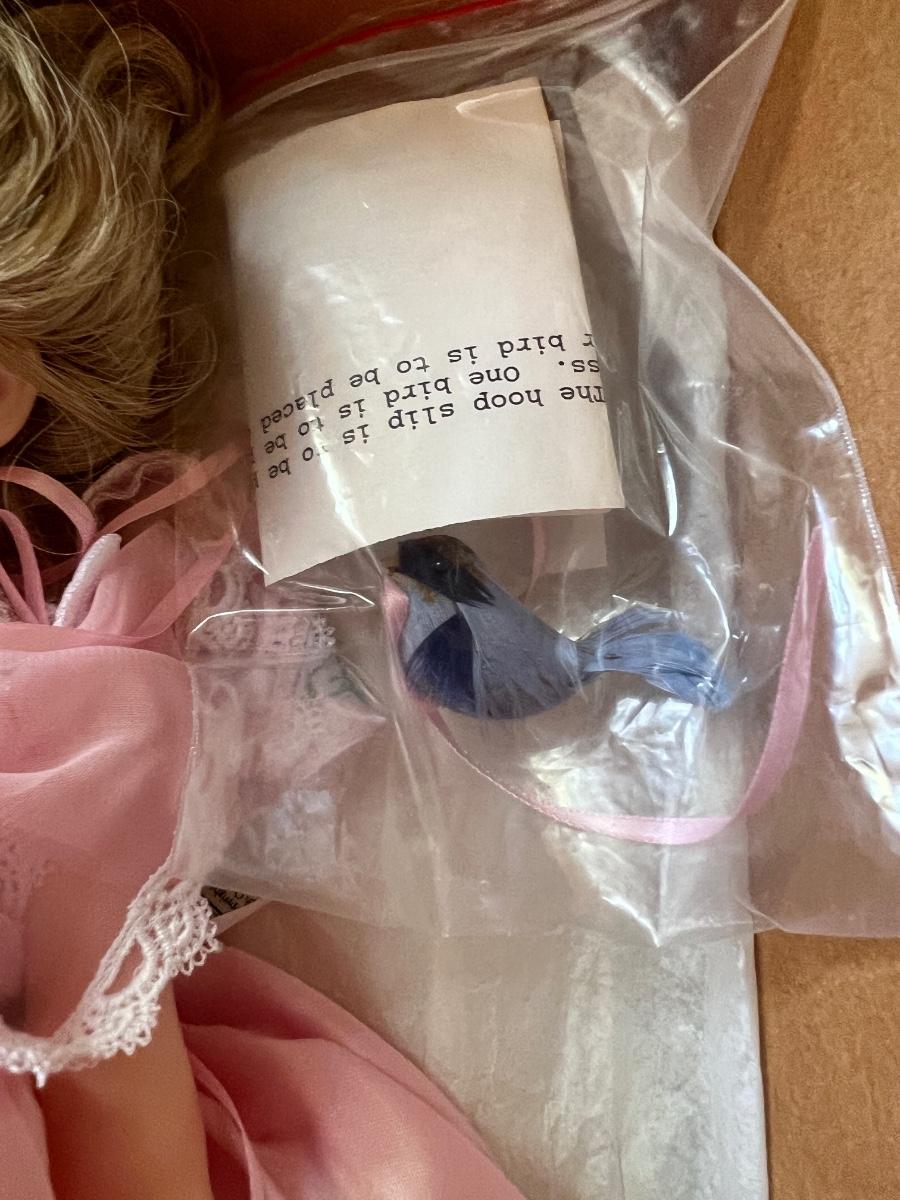 The hoop slip is to be
ss. One bird is to be
r bird is to be placed